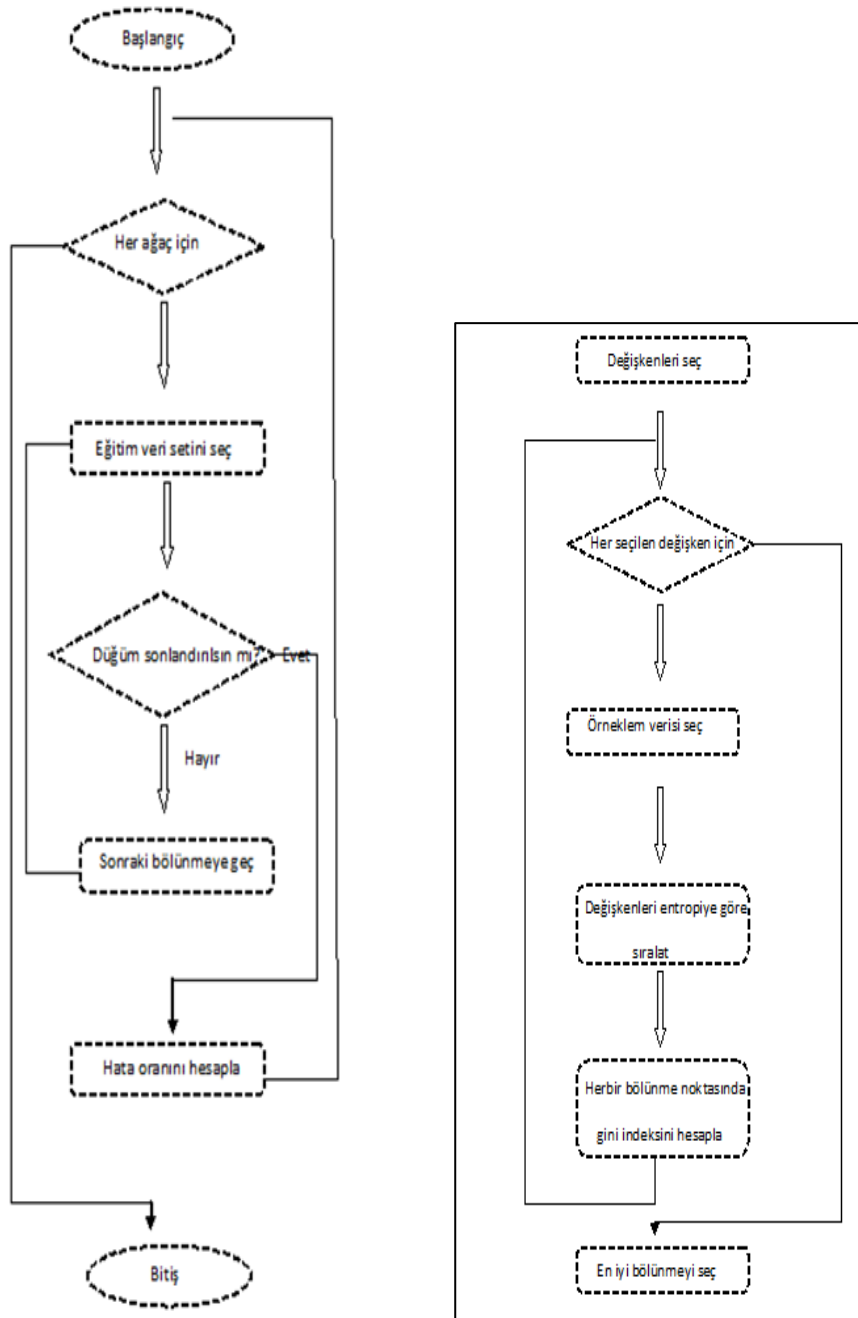 Başlangıç
Her ağaç için
Eğitim veri setini seç
Düğüm sonlandırılsın mı?
Evet
Hayır
Sonraki bölünmeye geç
Hata oranını hesapla
Bitiş
Değişkenleri seç
Her seçilen değişken için
Örneklem verisi seç
Değişkenleri entropiye göre
sıralat
Herbir bölünme noktasında
gini indeksini hesapla
En iyi bölünmeyi seç